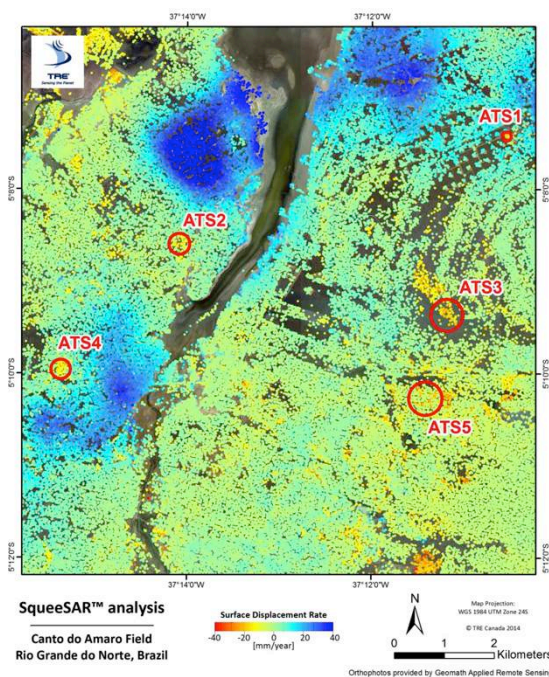 37°14'0"W 37°12'0"W
TRE
Sensing the Planet
ATS1
5°8'0"S 5°8'0"S
ATS2
ATS3
ATS4
5°10'0"S 5°10'0"S
ATS5
5°12'0"S 5°12'0"S
37°14'0"W 37°12'0"W
SqueeSAR™ analysis
Canto do Amaro Field
Rio Grande do Norte, Brazil
Surface Displacement Rate
-40 -20 0 20 40
[mm/year]
N
Map Projection:
WGS 1984 UTM Zone 24S
© TRE Canada 2014
0 1 2
Kilometers
Orthophotos provided by Geomath Applied Remote Sensin